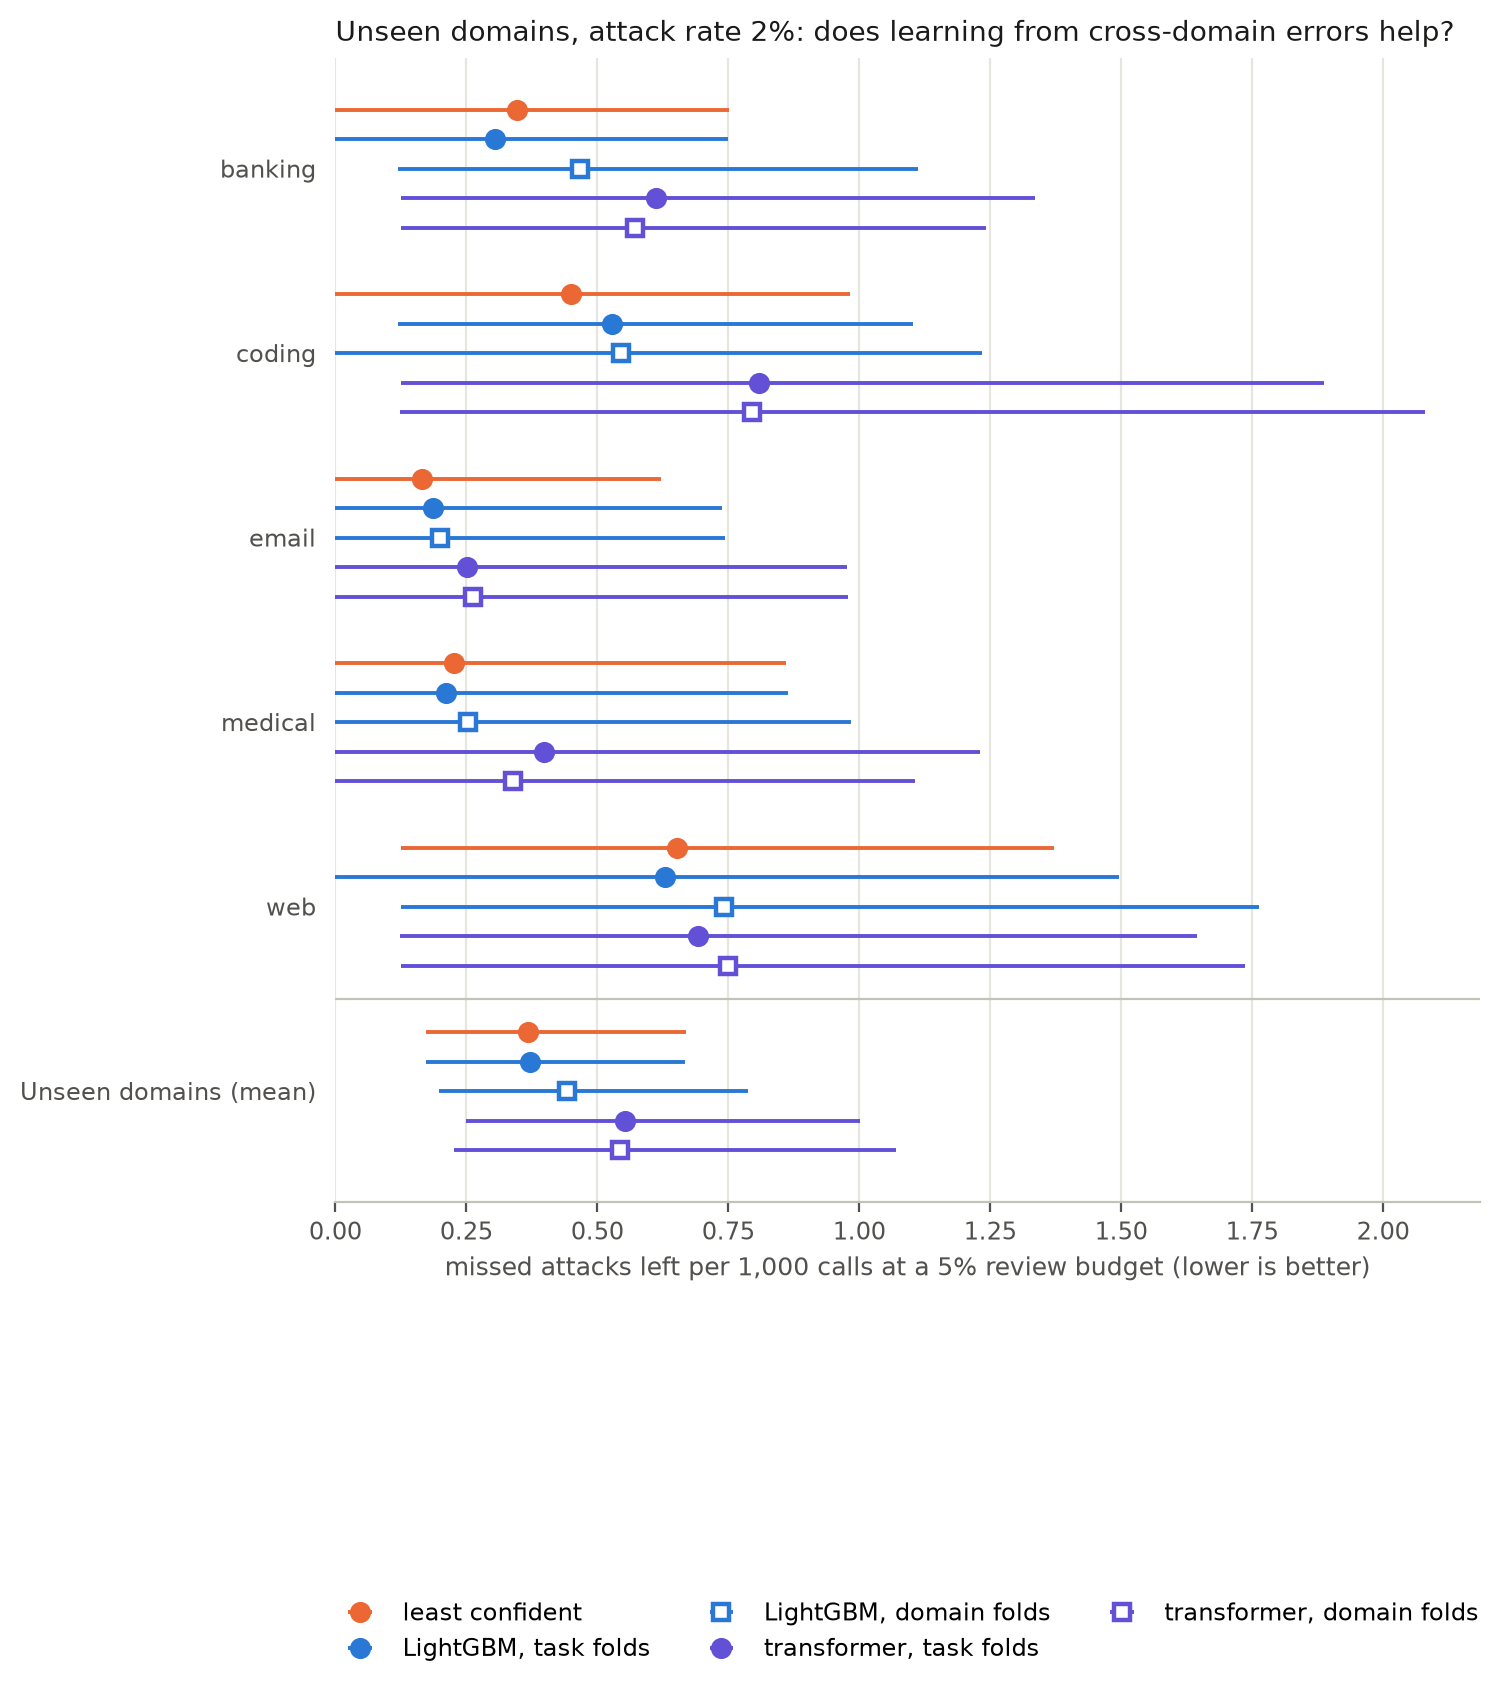 Unseen domains, attack rate 2%: does learning from cross-domain errors help?
banking
coding
email
medical
web
Unseen domains (mean)
0.00 0.25 0.50 0.75 1.00 1.25 1.50 1.75 2.00
missed attacks left per 1,000 calls at a 5% review budget (lower is better)
least confident LightGBM, domain folds transformer, domain folds
LightGBM, task folds transformer, task folds